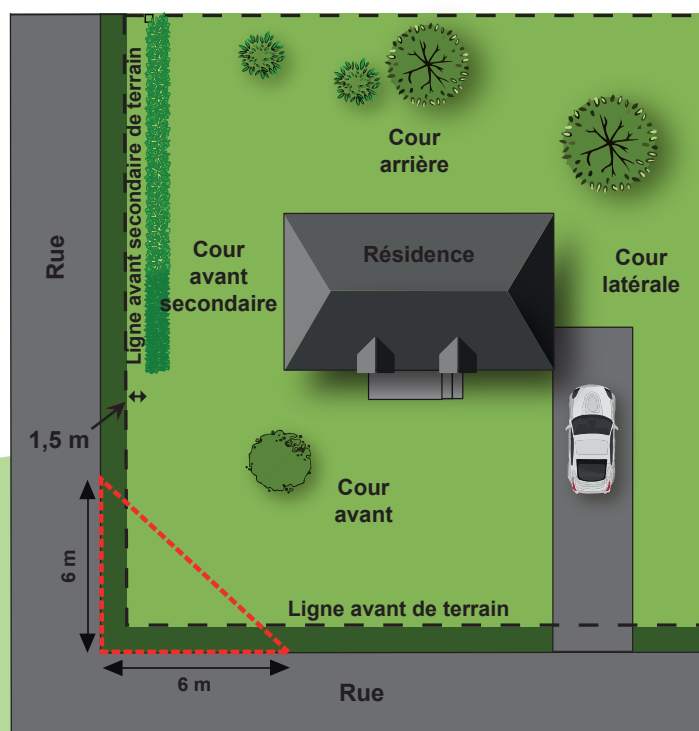 Rue
Ligne avant secondaire de terrain
Cour
arrière
Cour
avant
secondaire
Résidence
Cour
latérale
1,5 m
Cour
avant
6 m
Ligne avant de terrain
6 m
Rue